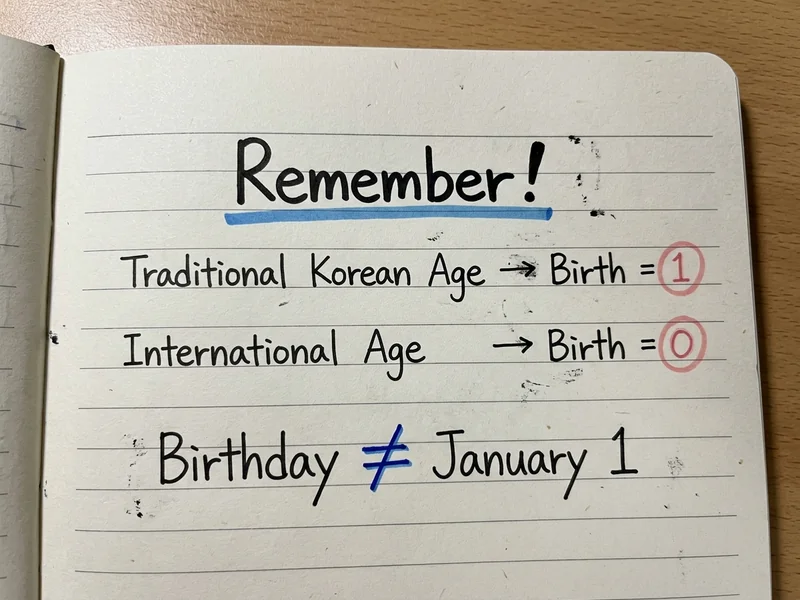 Remember!
Traditional Korean Age → Birth = 1
International Age → Birth = 0
Birthday ≠ January 1